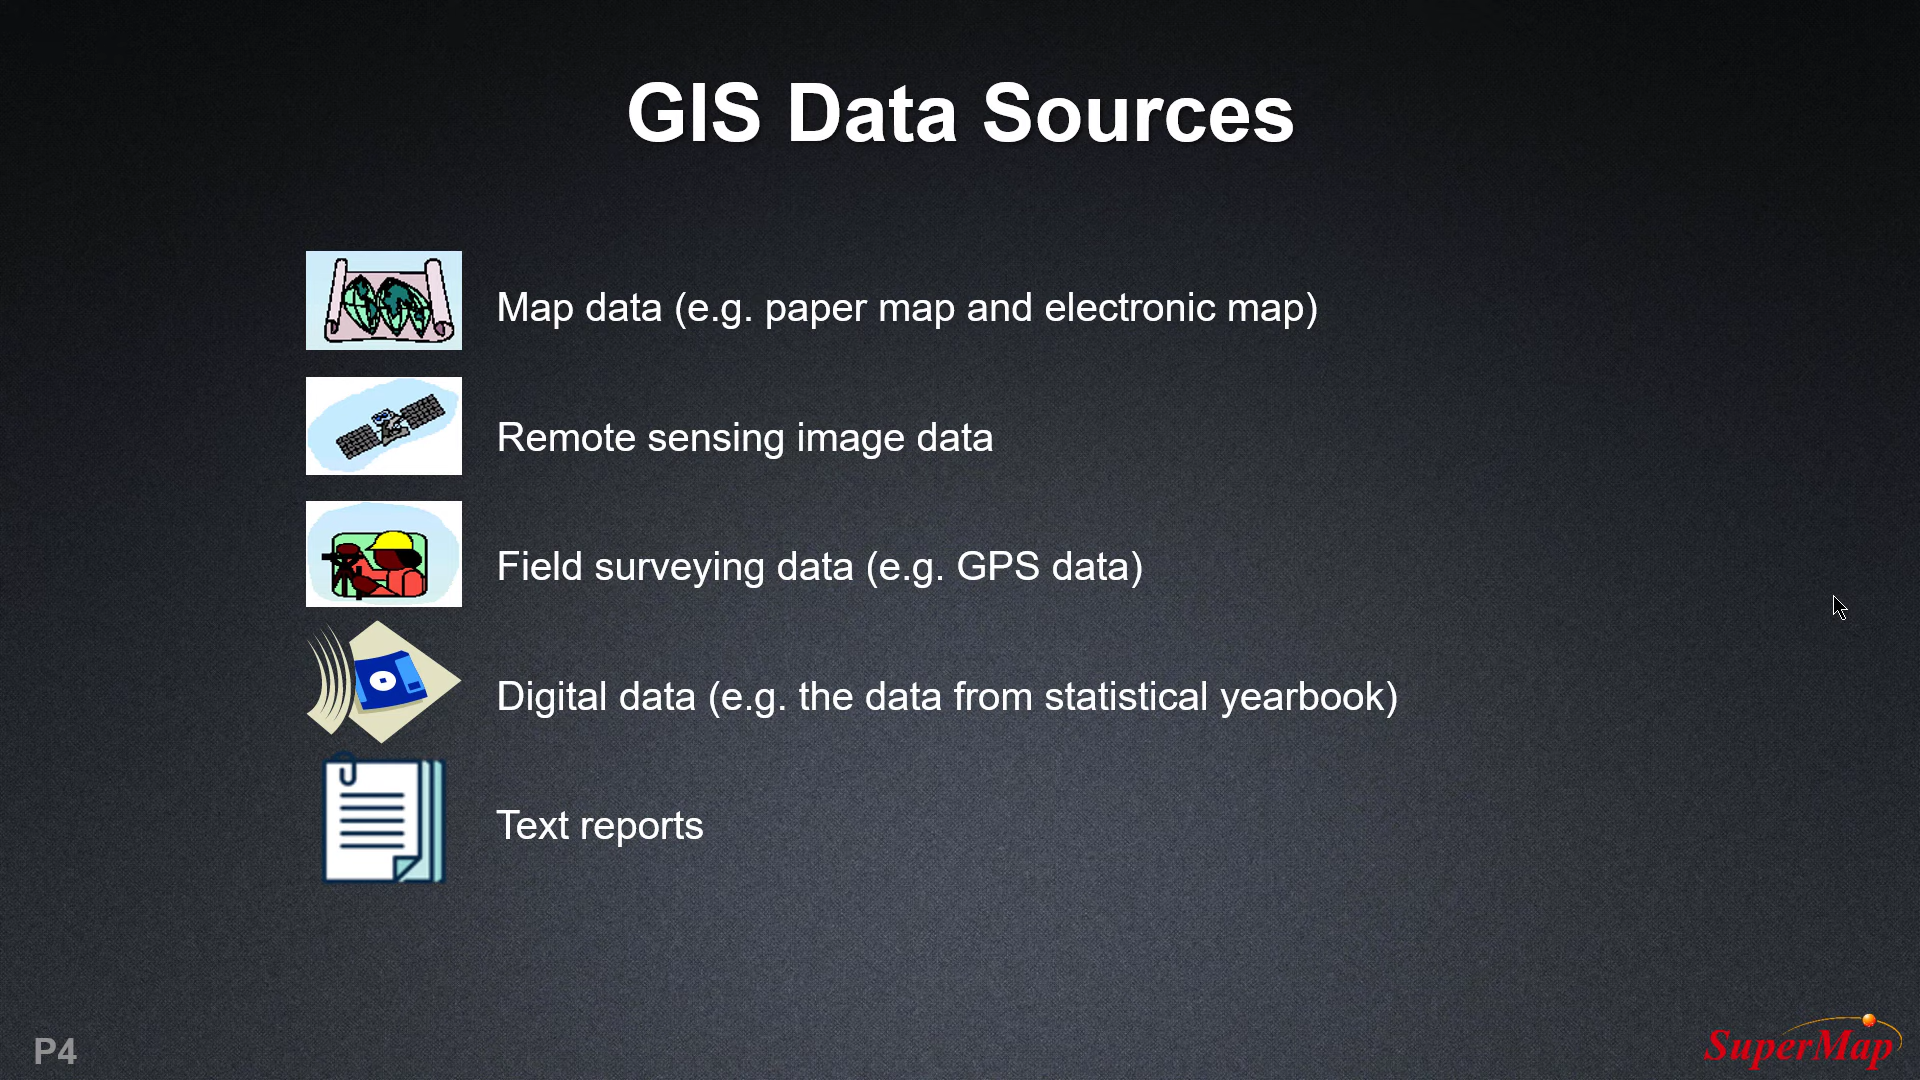 GIS Data Sources
Map data (e.g. paper map and electronic map)
Remote sensing image data
Field surveying data (e.g. GPS data)
Digital data (e.g. the data from statistical yearbook)
Text reports
P4
SuperMap